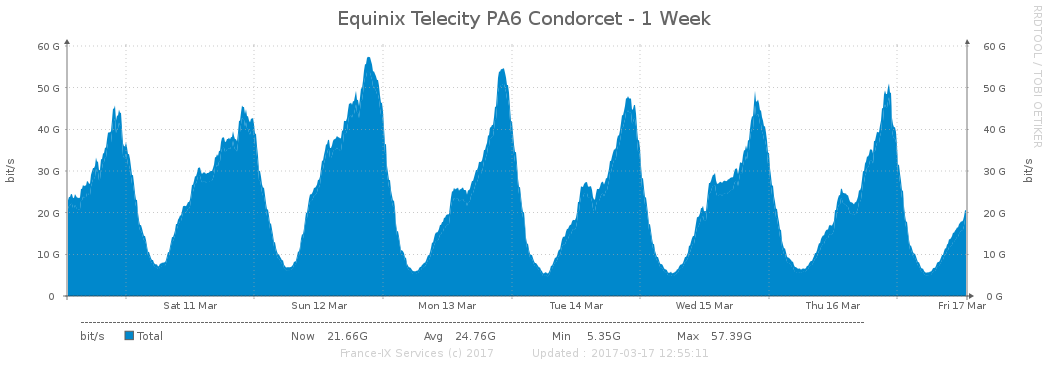 Equinix Telecity PA6 Condorcet - 1 Week
RRDTOOL / TOBI OETIKER
60 G 60 G
50 G 50 G
40 G 40 G
30 G 30 G
20 G 20 G
10 G 10 G
0 0 G
bit/s bit/s
Sat 11 Mar Sun 12 Mar Mon 13 Mar Tue 14 Mar Wed 15 Mar Thu 16 Mar Fri 17 Mar
bit/s Total Now 21.66G Avg 24.76G Min 5.35G Max 57.39G
France-IX Services (c) 2017 Updated : 2017-03-17 12:55:11